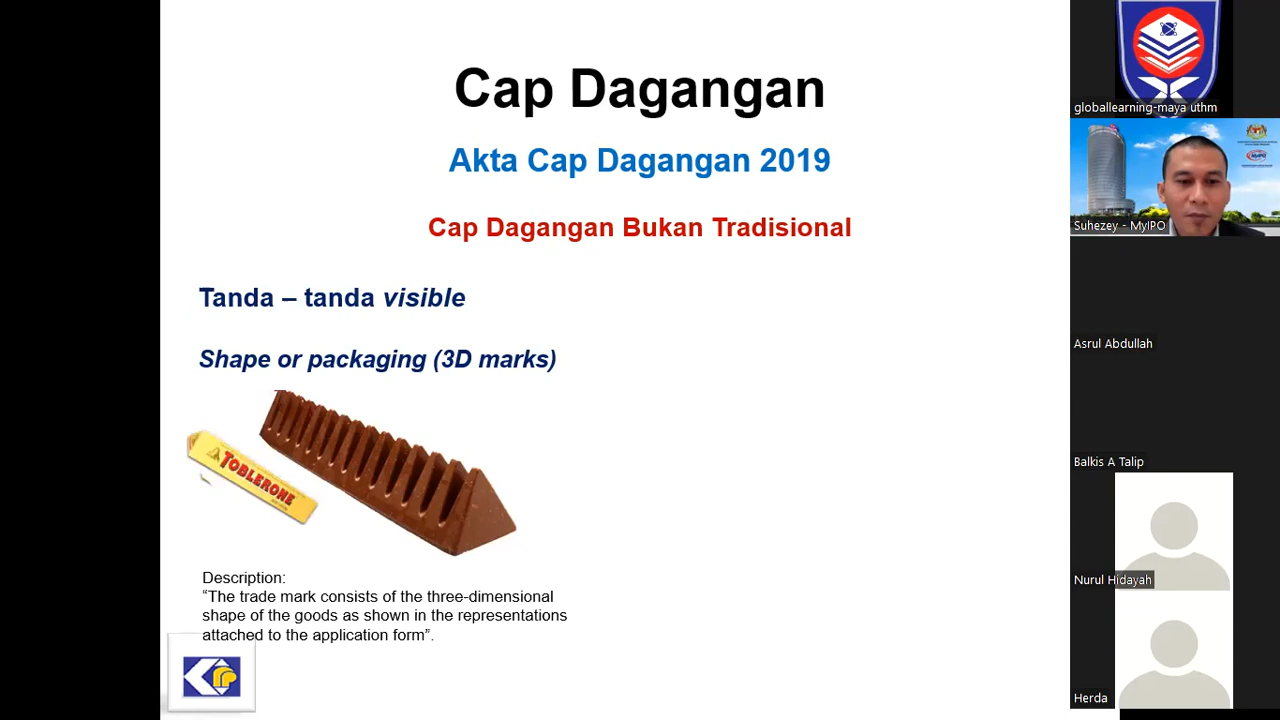 Cap Dagangan
Akta Cap Dagangan 2019
Cap Dagangan Bukan Tradisional
Tanda – tanda visible
Shape or packaging (3D marks)
TOBLERONE
Description:
“The trade mark consists of the three-dimensional
shape of the goods as shown in the representations
attached to the application form”.
globallearning-maya uthm
MyIPO
Suhezey - MyIPO
Asrul Abdullah
Balkis A Talip
Nurul Hidayah
Herda